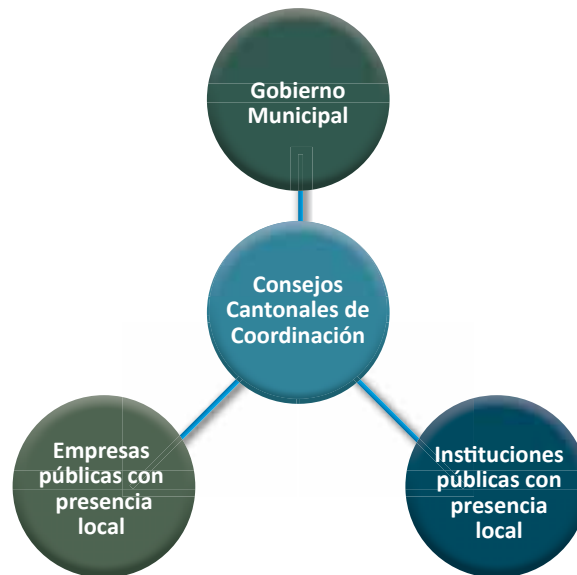 Gobierno
Municipal
Consejos
Cantonales de
Coordinación
Empresas
públicas con
presencia
local
Instituciones
públicas con
presencia
local